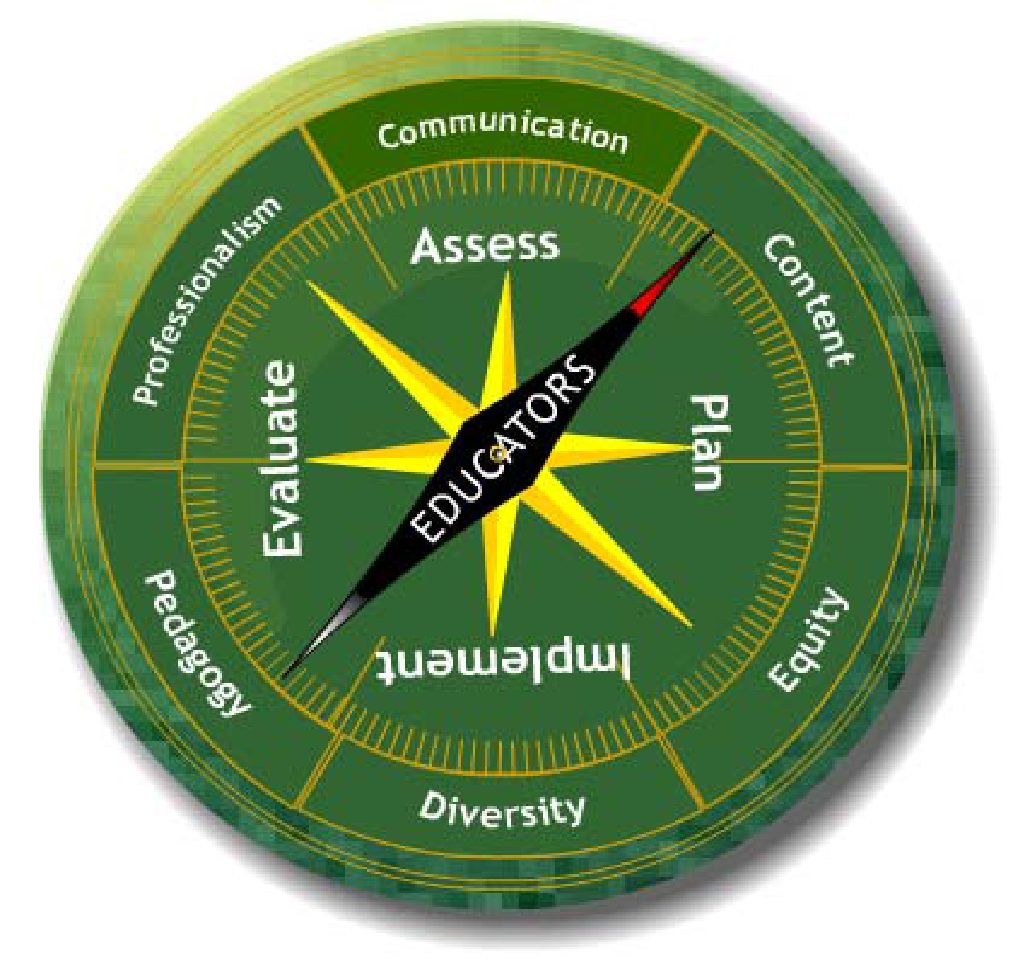 Communication
Content
Equity
Diversity
Pedagogy
Professionalism
Assess
Plan
Implement
Evaluate
EDUCATORS